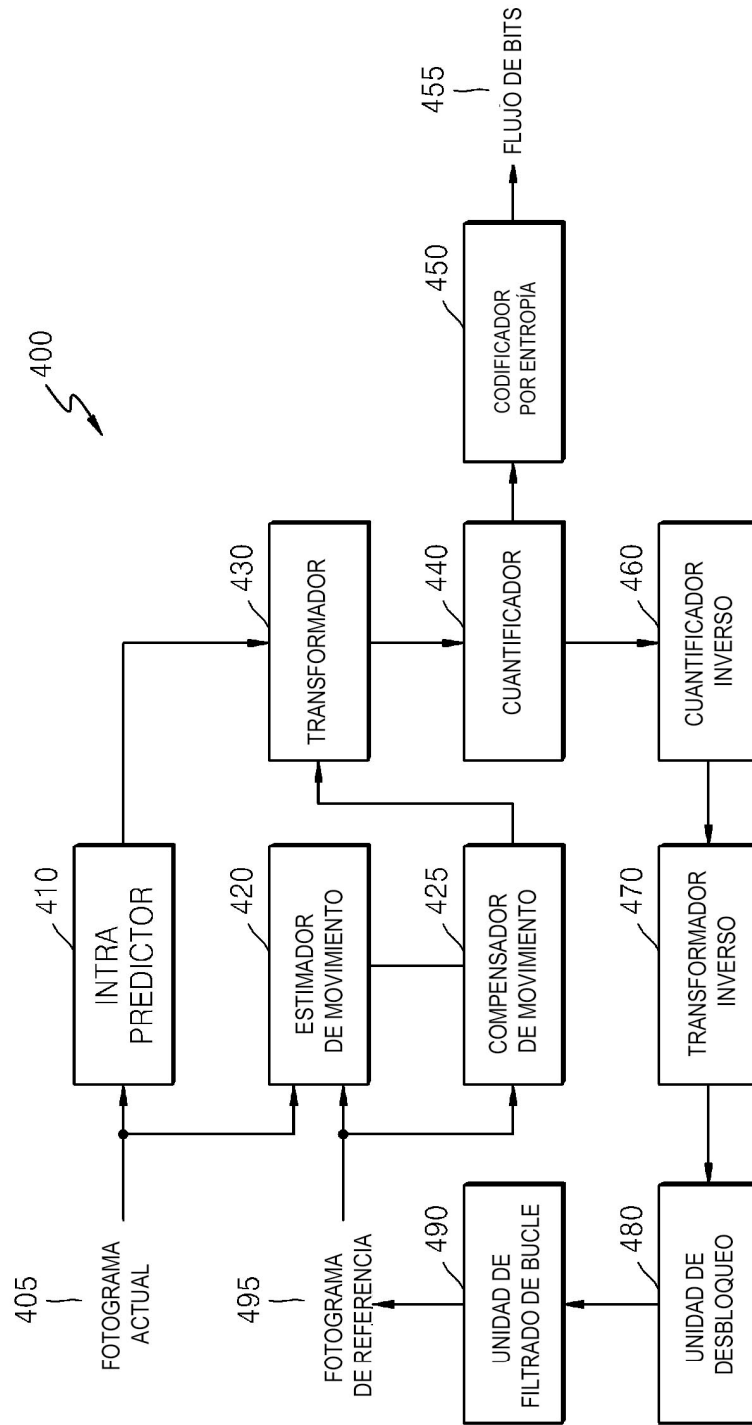 400
405
FOTOGRAMA
ACTUAL
410
INTRA
PREDICTOR
495
FOTOGRAMA
DE REFERENCIA
420
ESTIMADOR
DE MOVIMIENTO
425
COMPENSADOR
DE MOVIMIENTO
430
TRANSFORMADOR
440
CUANTIFICADOR
450
CODIFICADOR
POR ENTROPÍA
455
FLUJO DE BITS
460
CUANTIFICADOR
INVERSO
470
TRANSFORMADOR
INVERSO
480
UNIDAD DE
DESBLOQUEO
490
UNIDAD DE
FILTRADO DE BUCLE